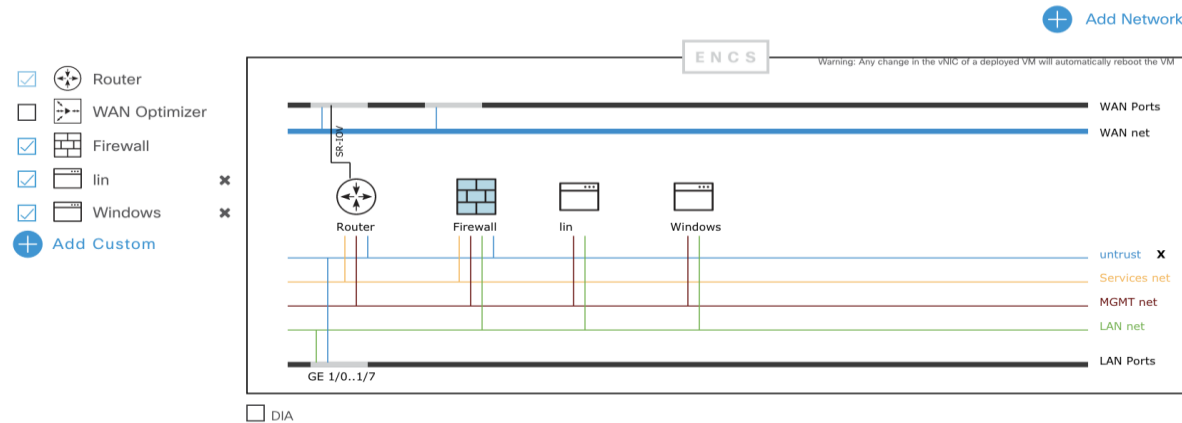 Add Network
ENCS
Warning: Any change in the vNIC of a deployed VM will automatically reboot the VM
Router
WAN Optimizer
Firewall
lin
Windows
Add Custom
WAN Ports
WAN net
SR-IOV
Router
Firewall
lin
Windows
untrust X
Services net
MGMT net
LAN net
LAN Ports
GE 1/0..1/7
DIA